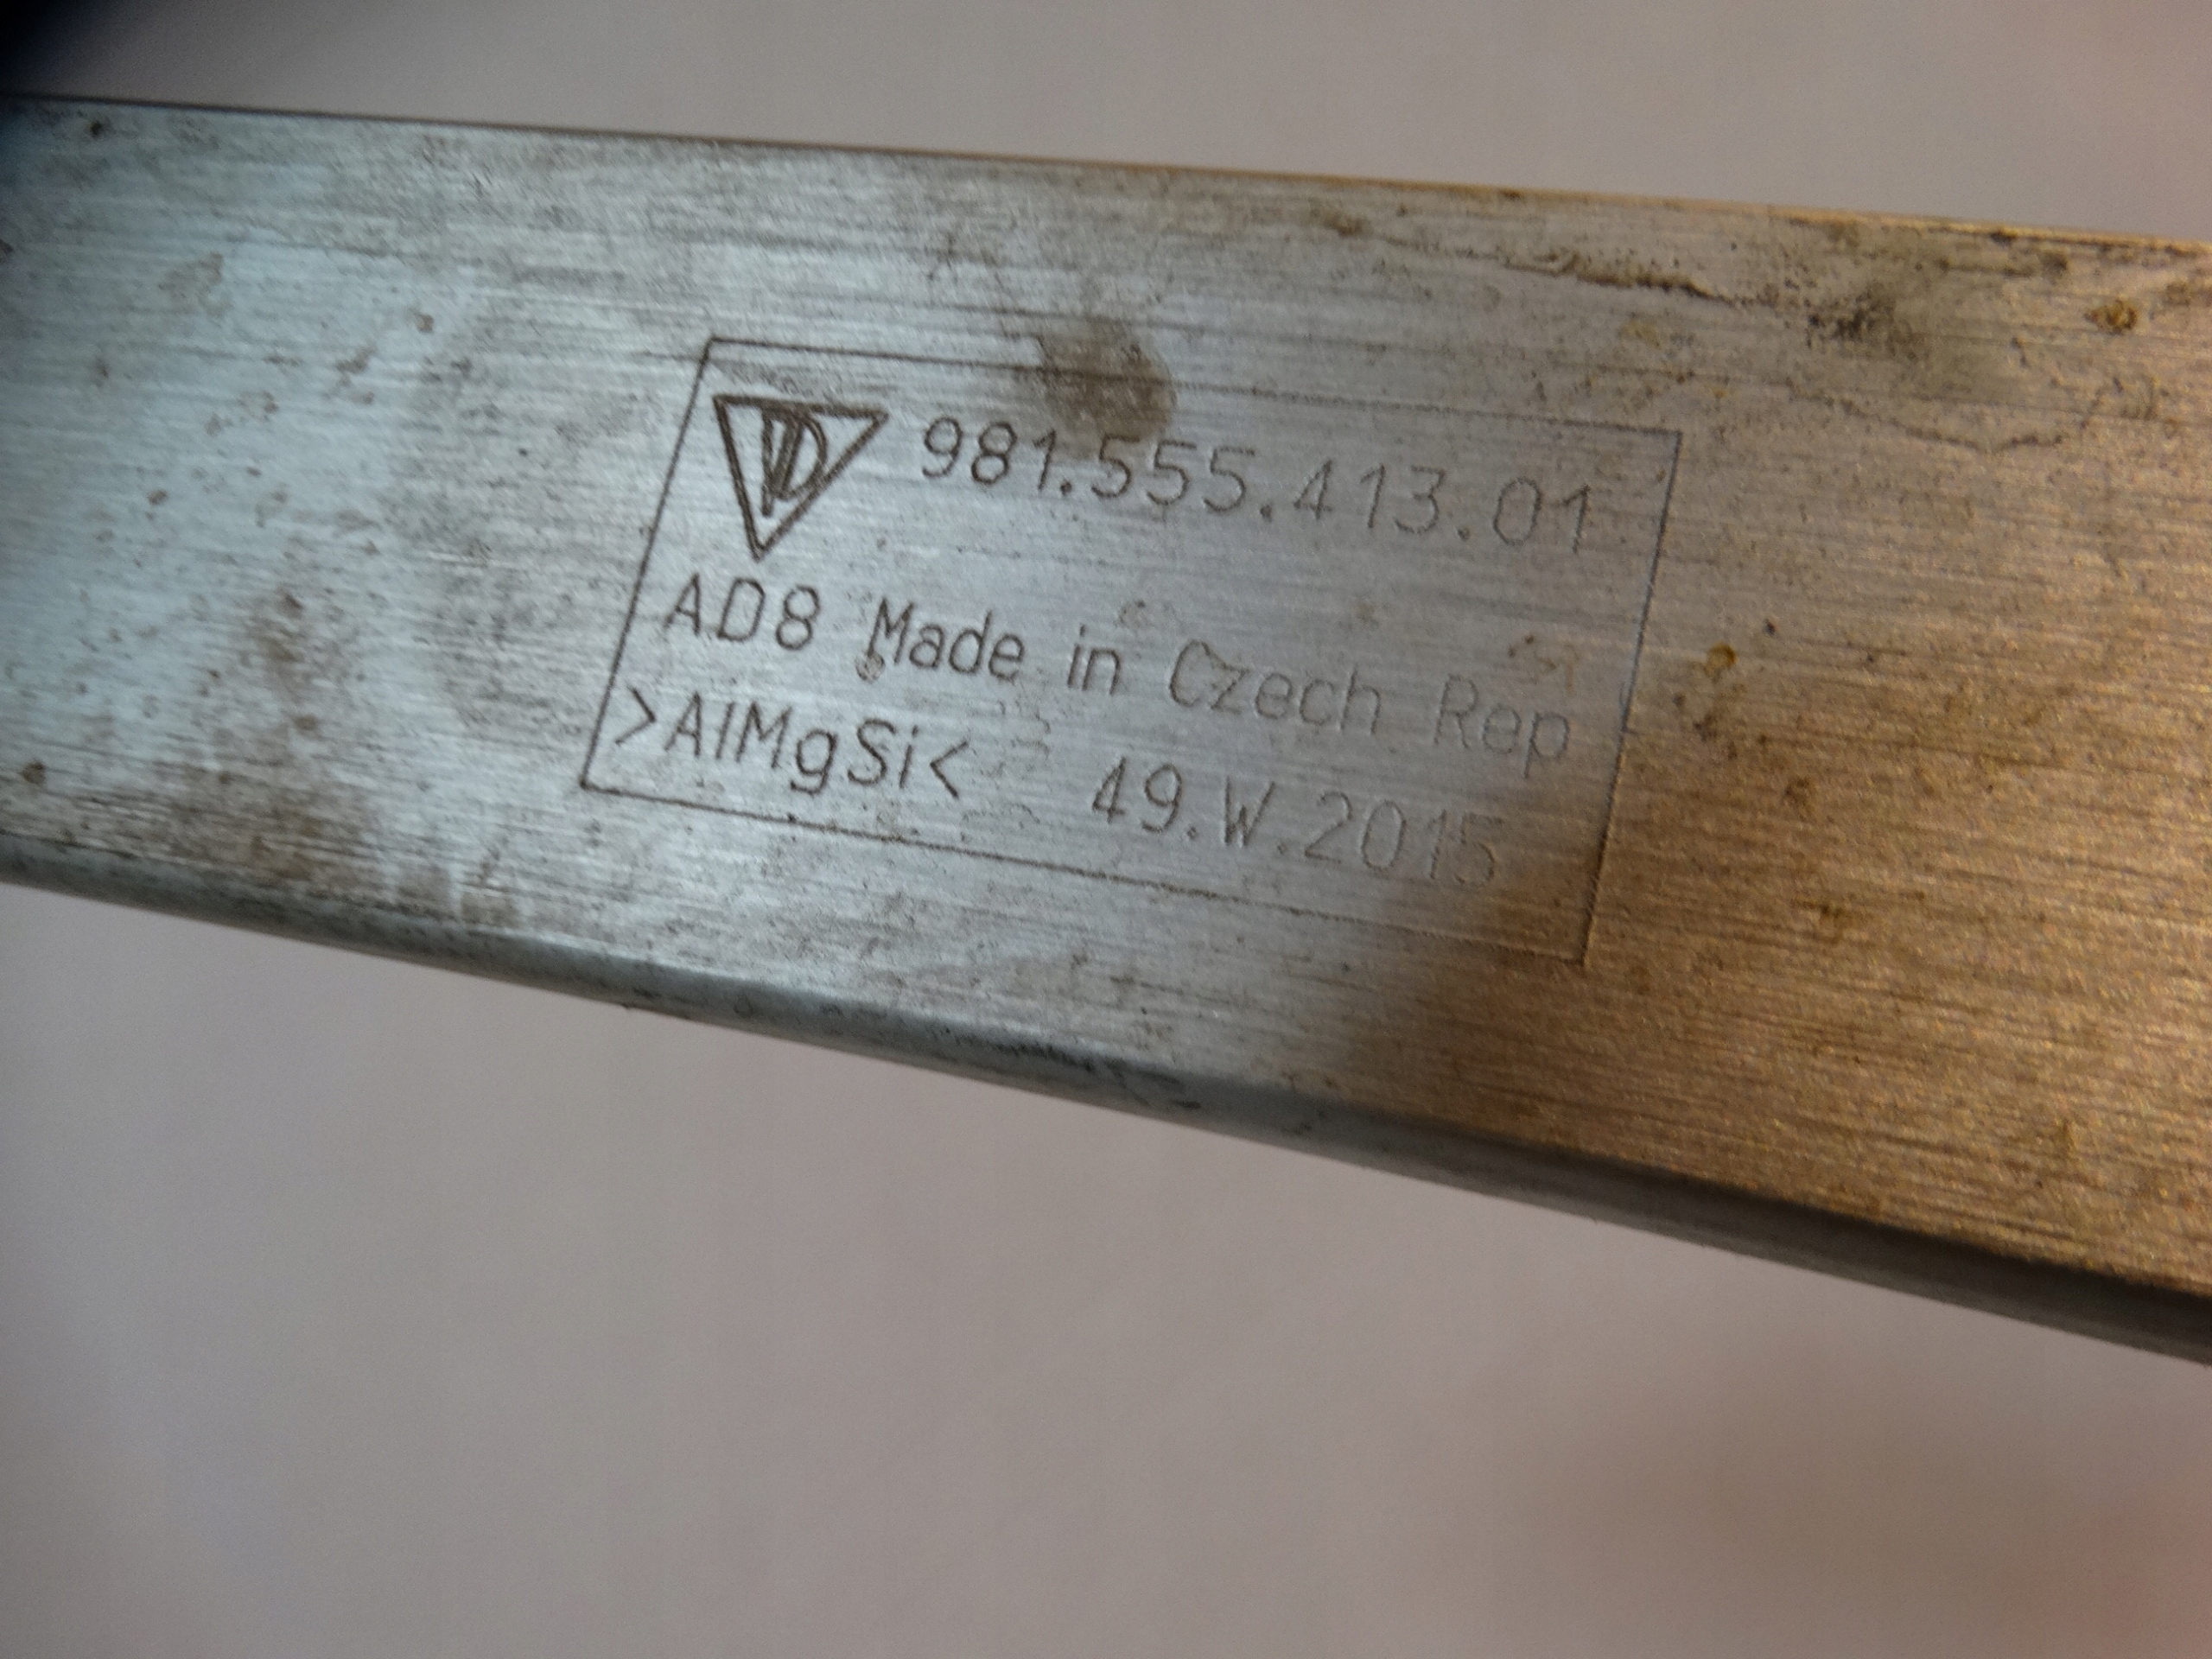 981.555.413.01
AD8 Made in Czech Rep
>AlMgSi< 49.W.2015